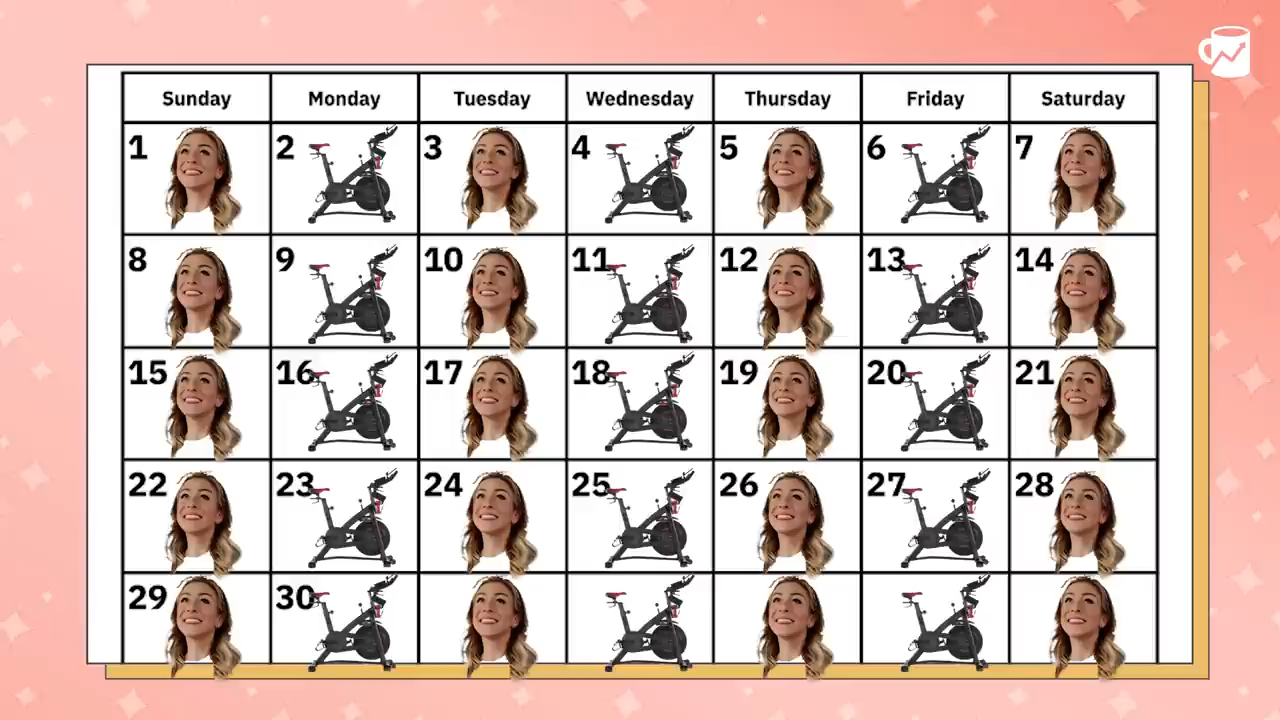 Sunday Monday Tuesday Wednesday Thursday Friday Saturday
1 2 3 4 5 6 7
8 9 10 11 12 13 14
15 16 17 18 19 20 21
22 23 24 25 26 27 28
29 30